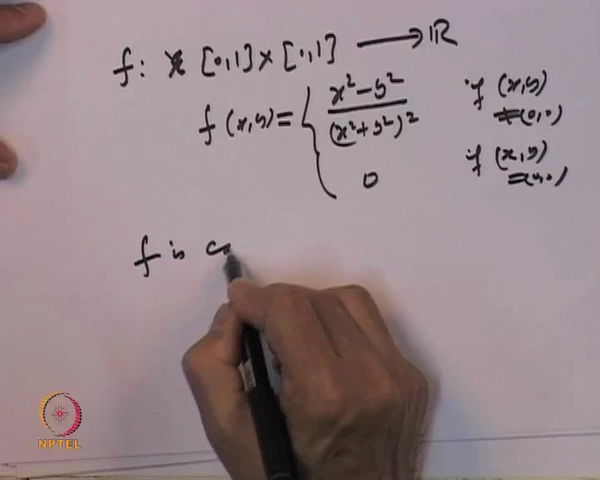 f: [0,1] × [0,1] → ℝ
f(x,y) = { x² − y² / (x² + y²)² if (x,y) ≠ (0,0)
0 if (x,y) = (0,0)
f is
NPTEL